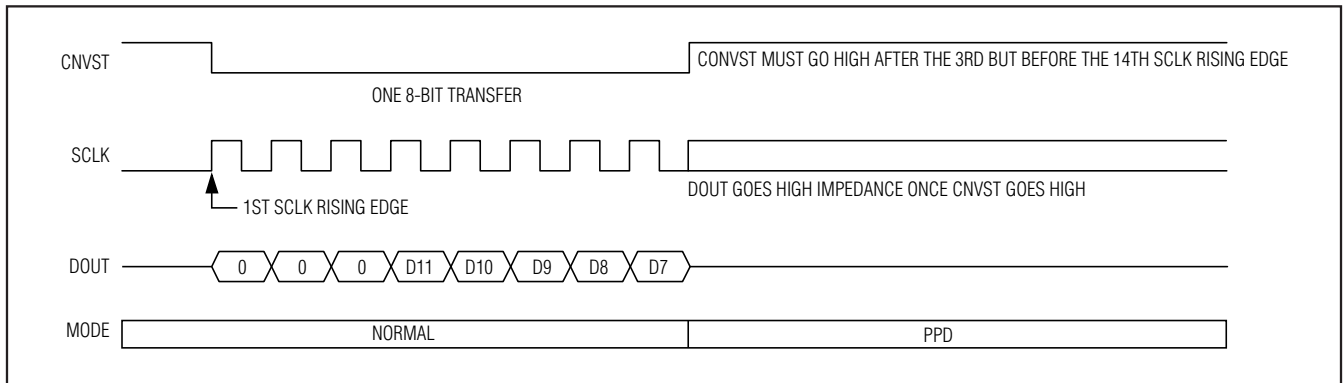 CNVST
CONVST MUST GO HIGH AFTER THE 3RD BUT BEFORE THE 14TH SCLK RISING EDGE
ONE 8-BIT TRANSFER
SCLK
DOUT GOES HIGH IMPEDANCE ONCE CNVST GOES HIGH
1ST SCLK RISING EDGE
DOUT 0 0 0 D11 D10 D9 D8 D7
MODE NORMAL PPD